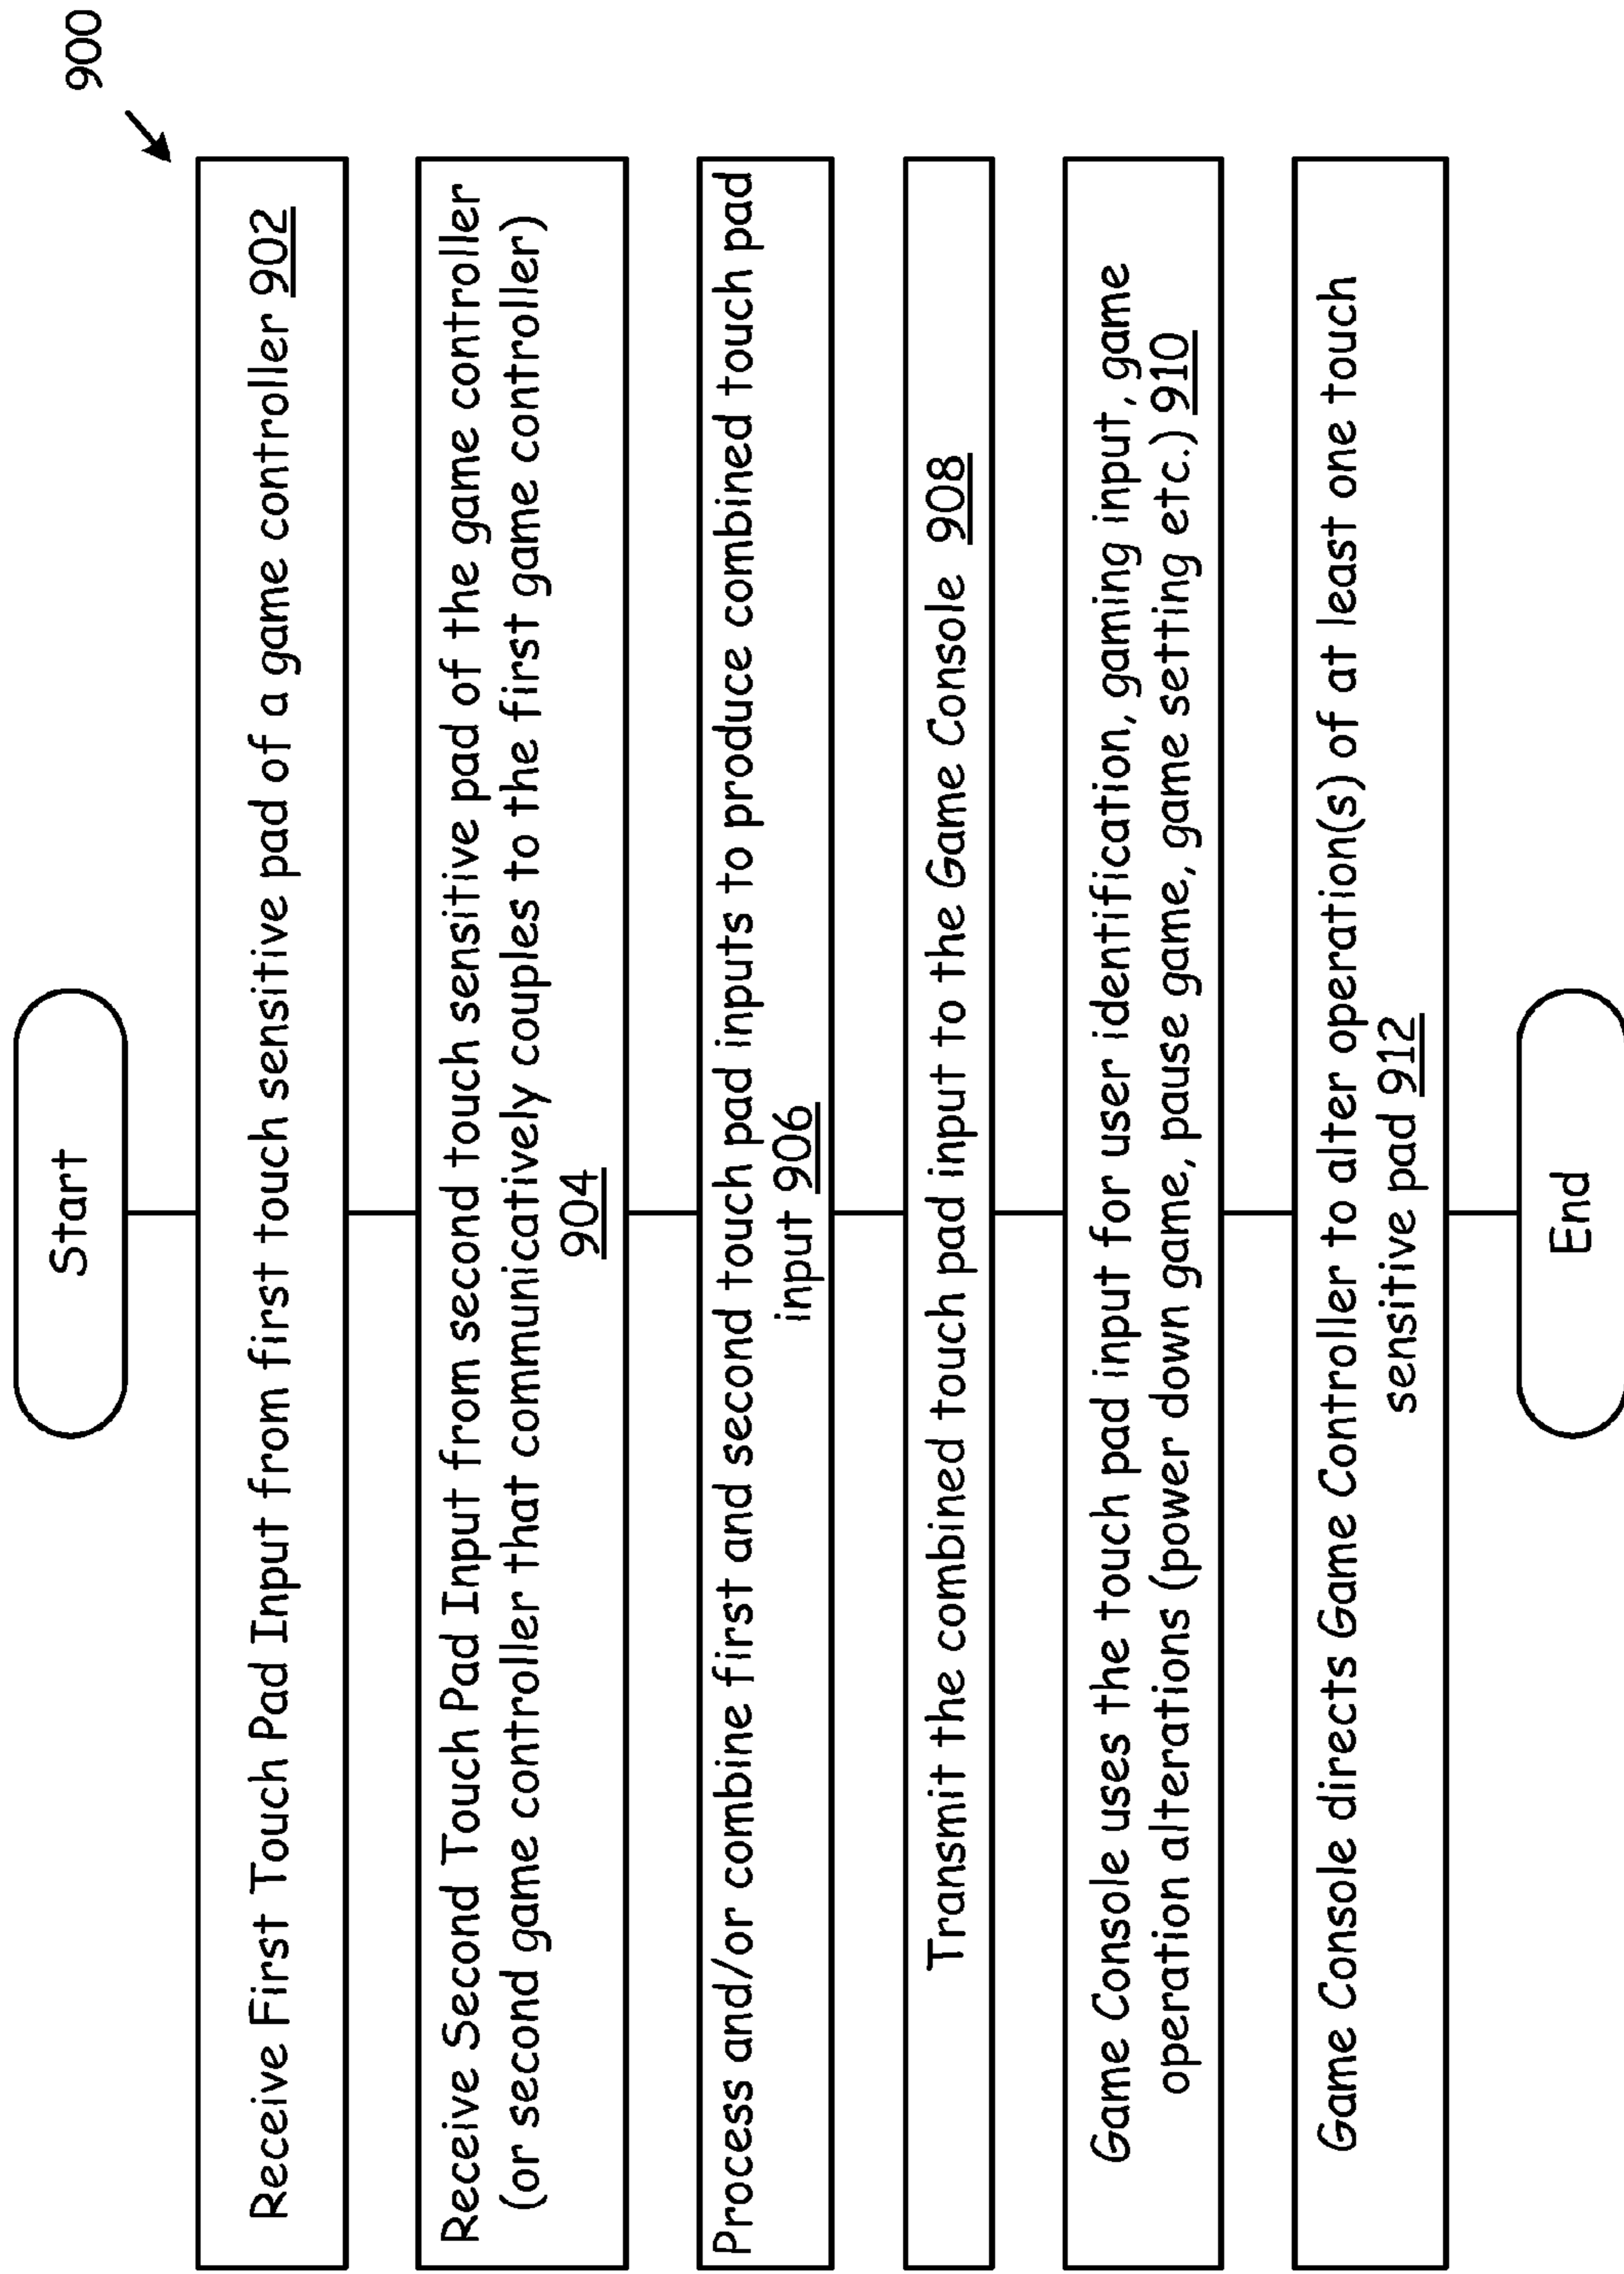 900
Start
Receive First Touch Pad Input from first touch sensitive pad of a game controller 902
Receive Second Touch Pad Input from second touch sensitive pad of the game controller
(or second game controller that communicatively couples to the first game controller)
904
Process and/or combine first and second touch pad inputs to produce combined touch pad
input 906
Transmit the combined touch pad input to the Game Console 908
Game Console uses the touch pad input for user identification, gaming input, game
operation alterations (power down game, pause game, game setting etc.) 910
Game Console directs Game Controller to alter operation(s) of at least one touch
sensitive pad 912
End